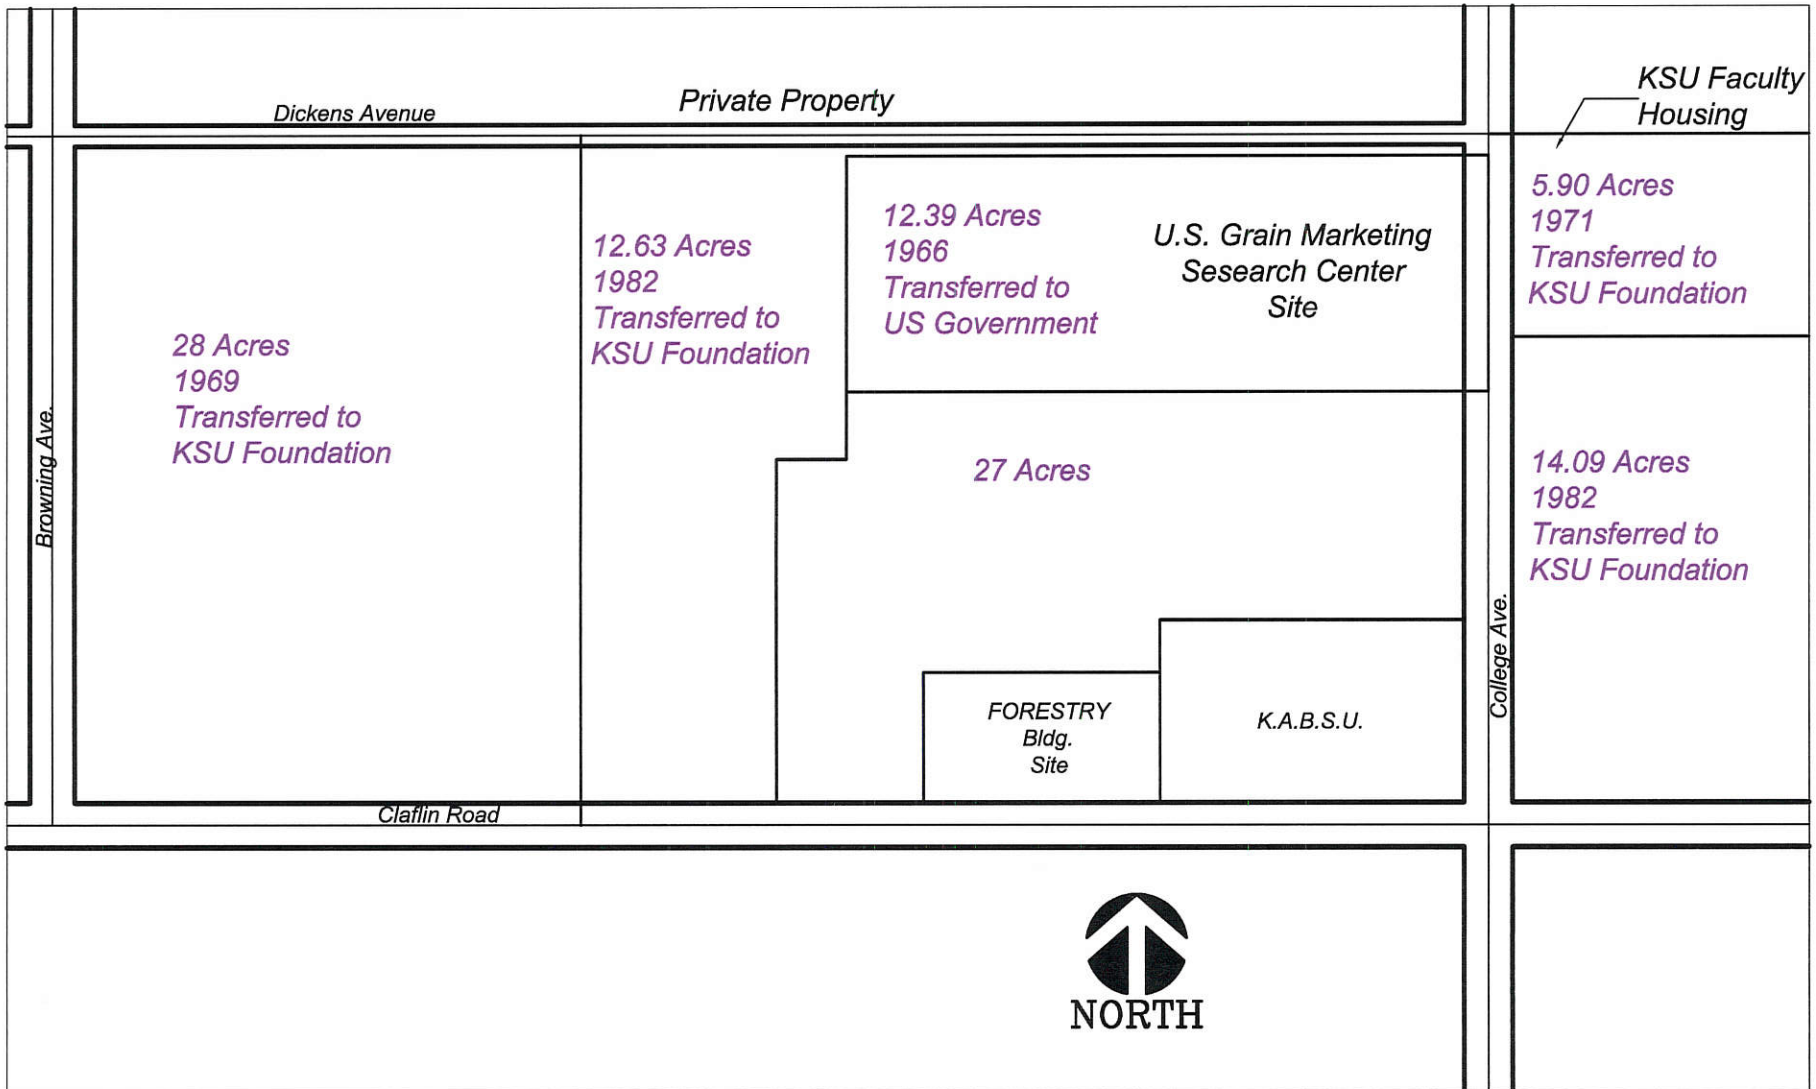 Dickens Avenue
Private Property
KSU Faculty
Housing
28 Acres
1969
Transferred to
KSU Foundation
12.63 Acres
1982
Transferred to
KSU Foundation
12.39 Acres
1966
Transferred to
US Government
U.S. Grain Marketing
Sesearch Center
Site
5.90 Acres
1971
Transferred to
KSU Foundation
Browning Ave.
27 Acres
14.09 Acres
1982
Transferred to
KSU Foundation
College Ave.
FORESTRY
Bldg.
Site
K.A.B.S.U.
Claflin Road
NORTH